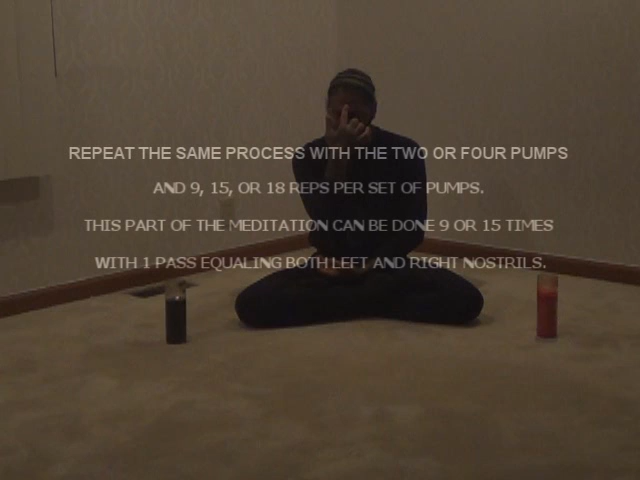 REPEAT THE SAME PROCESS WITH THE TWO OR FOUR PUMPS
AND 9, 15, OR 18 REPS PER SET OF PUMPS.
THIS PART OF THE MEDITATION CAN BE DONE 9 OR 15 TIMES
WITH 1 PASS EQUALING BOTH LEFT AND RIGHT NOSTRILS.